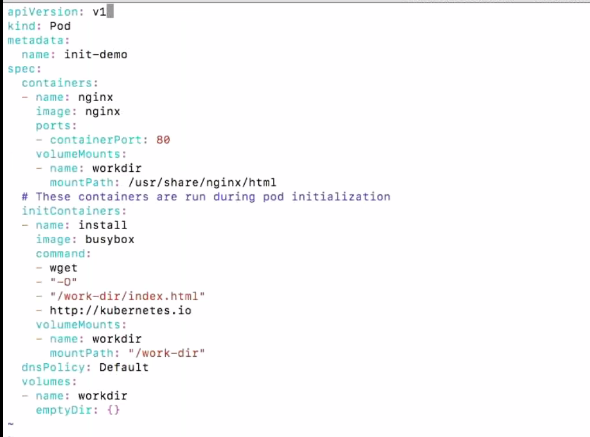 apiVersion: v1
kind: Pod
metadata:
  name: init-demo
spec:
  containers:
  - name: nginx
    image: nginx
    ports:
    - containerPort: 80
    volumeMounts:
    - name: workdir
      mountPath: /usr/share/nginx/html
  # These containers are run during pod initialization
  initContainers:
  - name: install
    image: busybox
    command:
    - wget
    - "-O"
    - "/work-dir/index.html"
    - http://kubernetes.io
    volumeMounts:
    - name: workdir
      mountPath: "/work-dir"
  dnsPolicy: Default
  volumes:
  - name: workdir
    emptyDir: {}
~